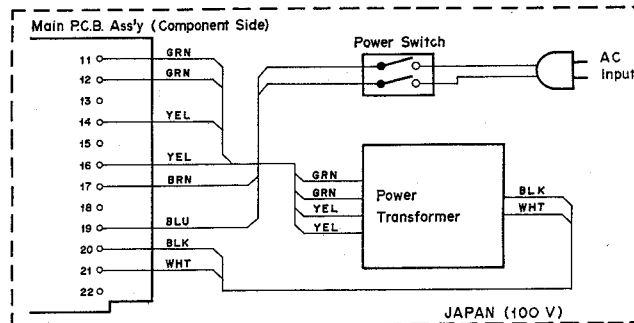 Main P.C.B. Ass'y (Component Side)
Power Switch
AC
Input
11
GRN
12
GRN
13
14
YEL
15
16
YEL
17
BRN
18
19
BLU
20
BLK
21
WHT
22
GRN
GRN
YEL
YEL
Power
Transformer
BLK
WHT
JAPAN (100 V)